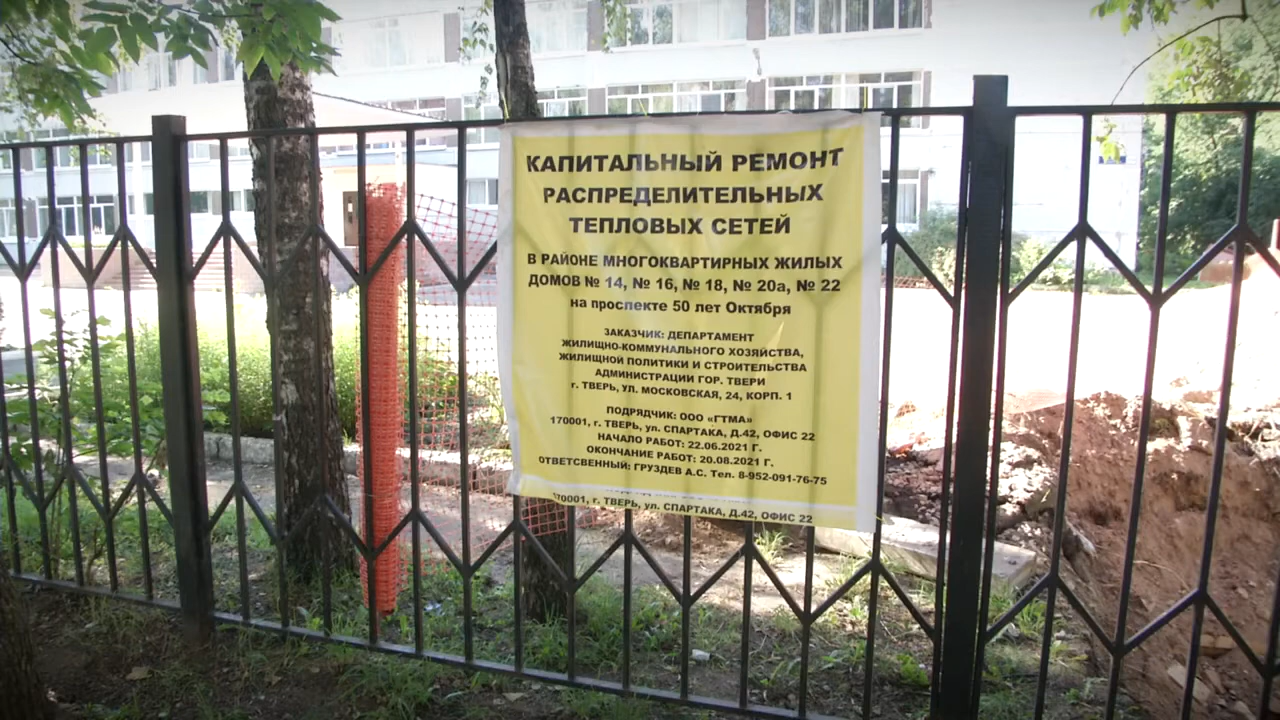 КАПИТАЛЬНЫЙ РЕМОНТ
РАСПРЕДЕЛИТЕЛЬНЫХ
ТЕПЛОВЫХ СЕТЕЙ
В РАЙОНЕ МНОГОКВАРТИРНЫХ ЖИЛЫХ
ДОМОВ № 14, № 16, № 18, № 20а, № 22
на проспекте 50 лет Октября
ЗАКАЗЧИК: ДЕПАРТАМЕНТ
ЖИЛИЩНО-КОММУНАЛЬНОГО ХОЗЯЙСТВА,
ЖИЛИЩНОЙ ПОЛИТИКИ И СТРОИТЕЛЬСТВА
АДМИНИСТРАЦИИ ГОР. ТВЕРИ
г. ТВЕРЬ, УЛ. МОСКОВСКАЯ, 24, КОРП. 1
ПОДРЯДЧИК: ООО «ГТМА»
170001, г. ТВЕРЬ, ул. СПАРТАКА, Д.42, ОФИС 22
НАЧАЛО РАБОТ: 22.06.2021 Г.
ОКОНЧАНИЕ РАБОТ: 20.08.2021 Г.
ОТВЕТСВЕННЫЙ: ГРУЗДЕВ А.С. Тел. 8-952-091-76-75
170001, г. ТВЕРЬ, ул. СПАРТАКА, Д.42, ОФИС 22